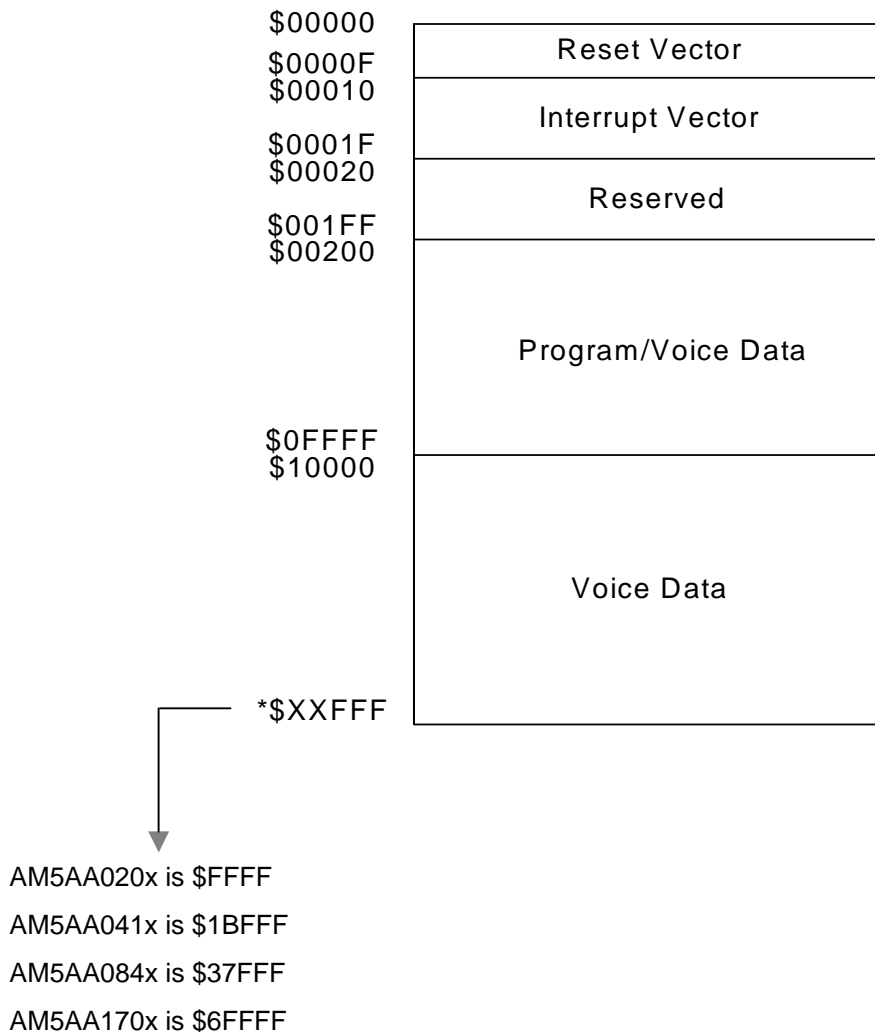 $00000
Reset Vector
$0000F
$00010
Interrupt Vector
$0001F
$00020
Reserved
$001FF
$00200
Program/Voice Data
$0FFFF
$10000
Voice Data
*$XXFFF
AM5AA020x is $FFFF
AM5AA041x is $1BFFF
AM5AA084x is $37FFF
AM5AA170x is $6FFFF